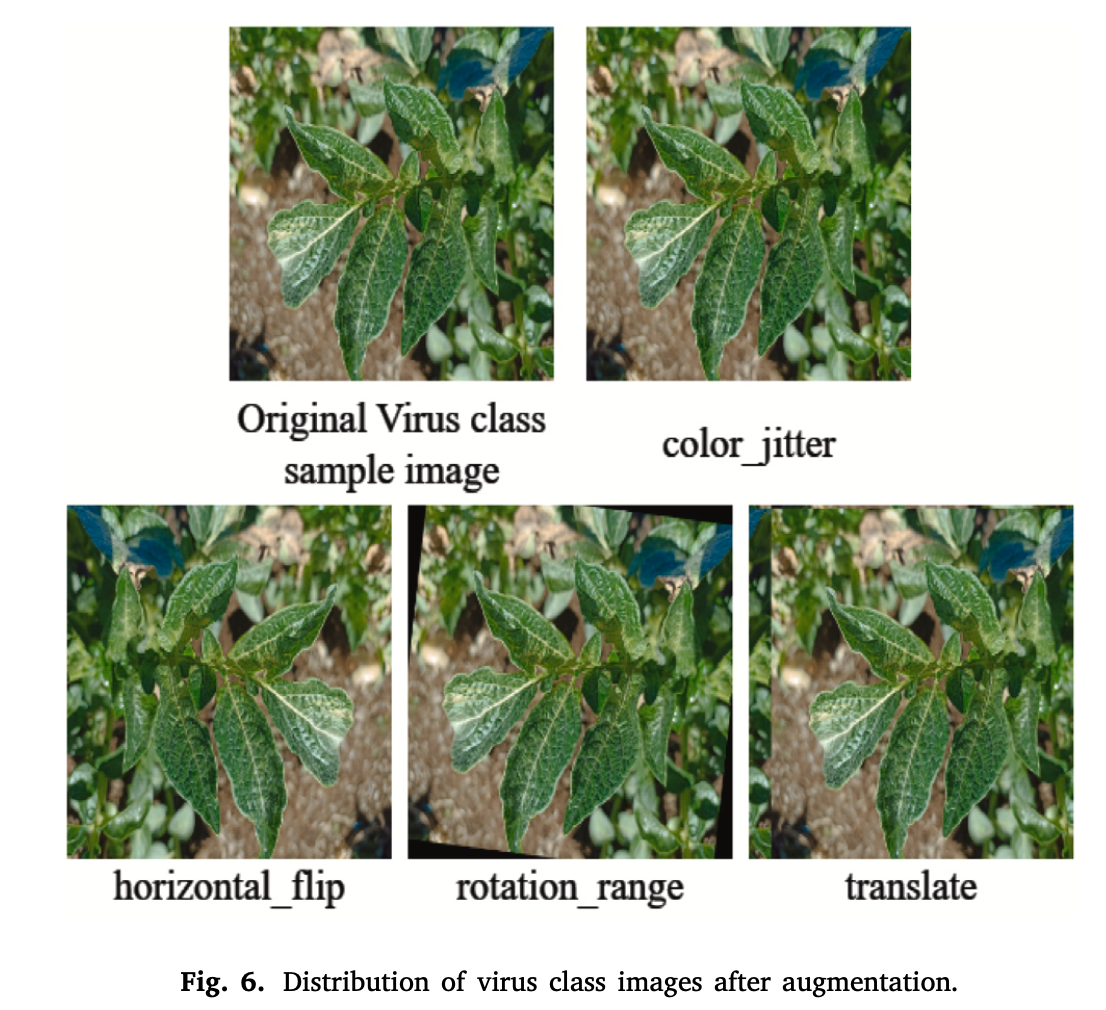 Original Virus class
sample image
color_jitter
horizontal_flip
rotation_range
translate
Fig. 6. Distribution of virus class images after augmentation.